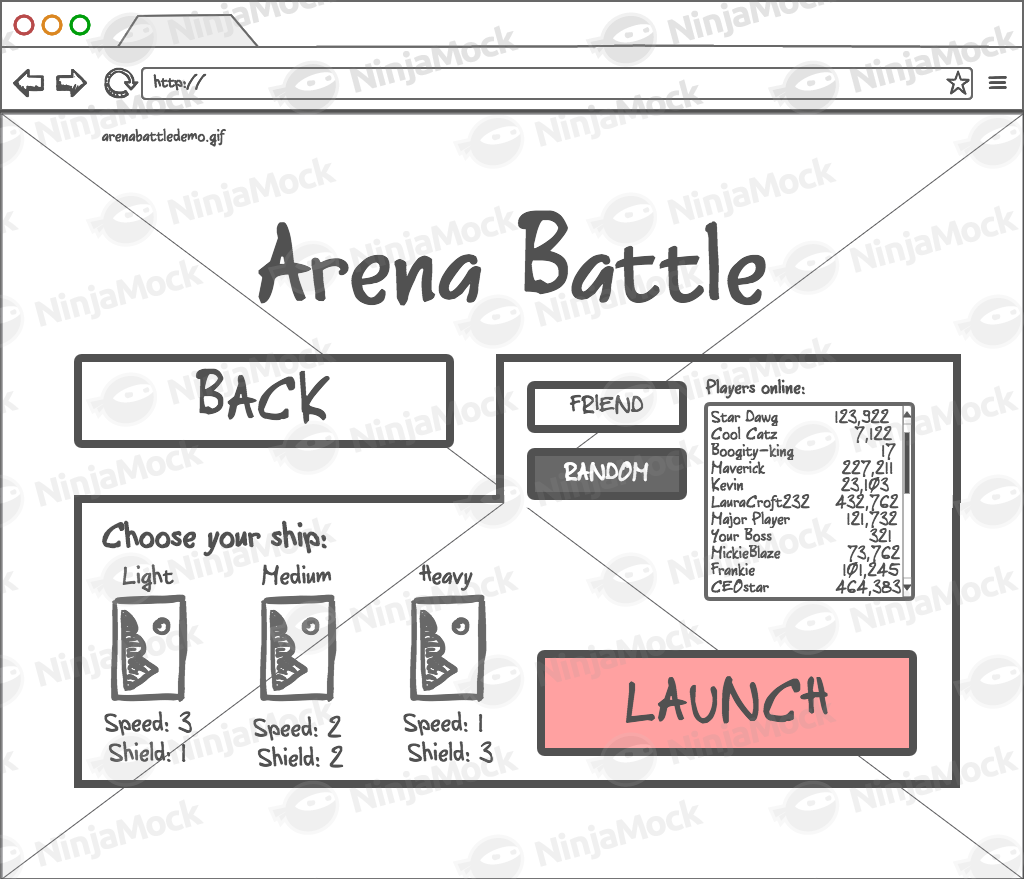 http://
arenabattledemo.gif
Arena Battle
BACK
FRIEND
RANDOM
Players online:
Star Dawg 123,922
Cool Catz 7,122
Boogity-king 17
Maverick 227,211
Kevin 23,103
LauraCroft232 432,762
Major Player 121,732
Your Boss 321
MickieBlaze 73,762
Frankie 101,245
CEOstar 464,383
Choose your ship:
Light Medium Heavy
Speed: 3 Speed: 2 Speed: 1
Shield: 1 Shield: 2 Shield: 3
LAUNCH
NinjaMock